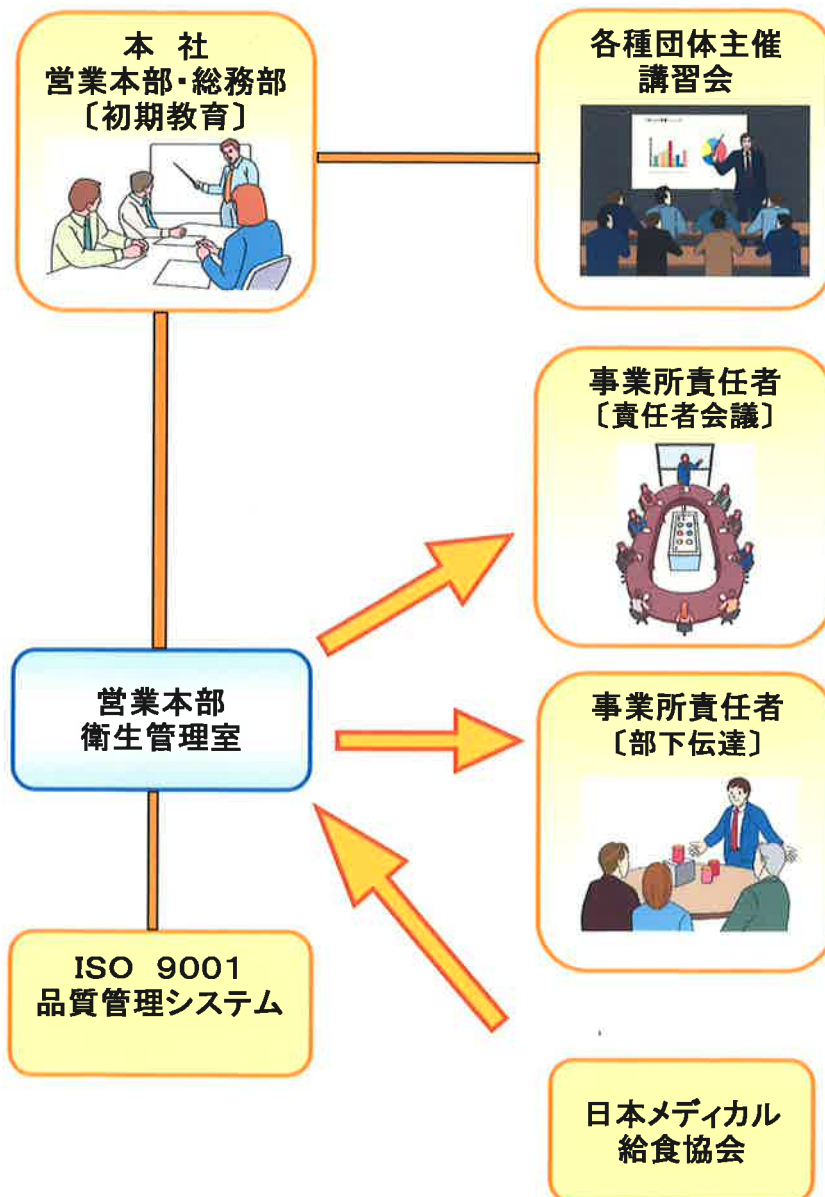 本 社
営業本部・総務部
〔初期教育〕
各種団体主催
講習会
事業所責任者
〔責任者会議〕
営業本部
衛生管理室
事業所責任者
〔部下伝達〕
ISO 9001
品質管理システム
日本メディカル
給食協会